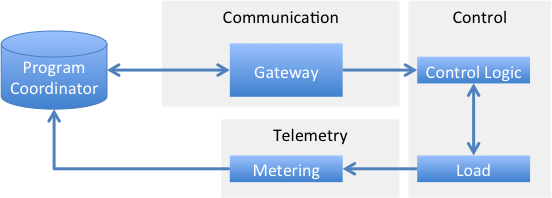 Communication
Control
Program
Coordinator
Gateway
Control Logic
Telemetry
Metering
Load